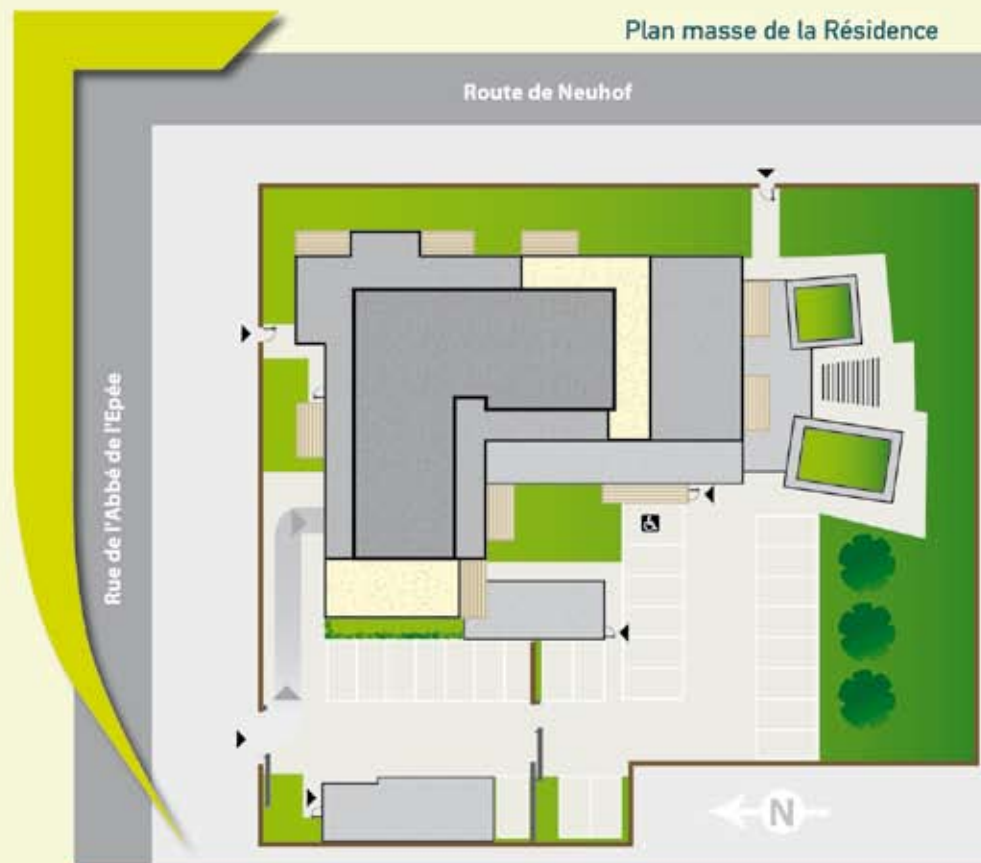 Plan masse de la Résidence
Route de Neuhof
Rue de l'Abbé de l'Epée
N